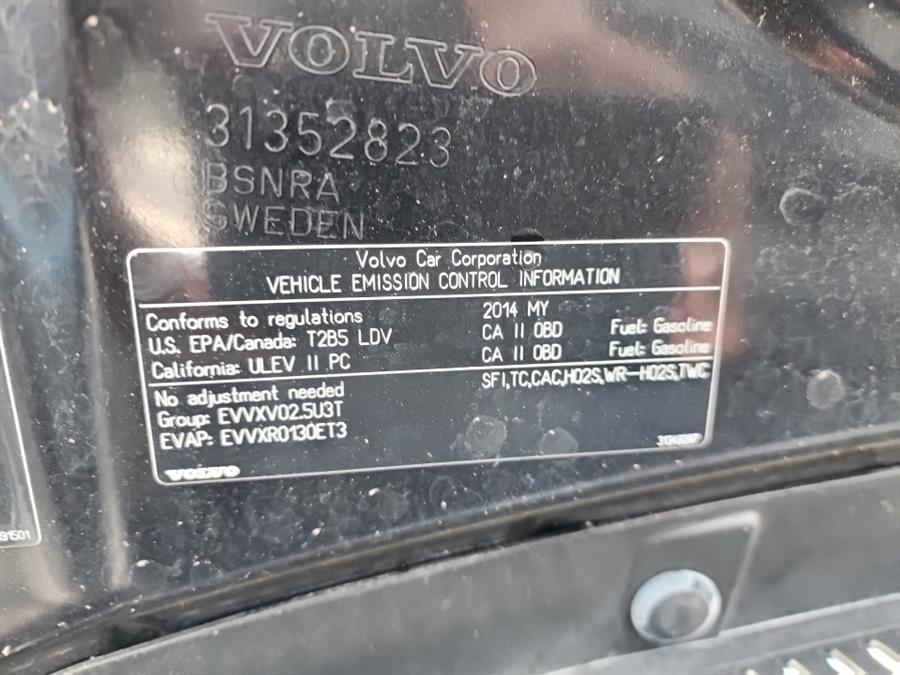 VOLVO
31352823
BSNRA
SWEDEN
Volvo Car Corporation
VEHICLE EMISSION CONTROL INFORMATION
Conforms to regulations 2014 MY
U.S. EPA/Canada: T2B5 LDV CA II OBD Fuel: Gasoline
California: ULEV II PC CA II OBD Fuel: Gasoline
No adjustment needed SFI,TC,CAC,HO2S,WR-HO2S,TWC
Group: EVVXV02.5U3T
EVAP: EVVXR0130ET3
VOLVO
91501